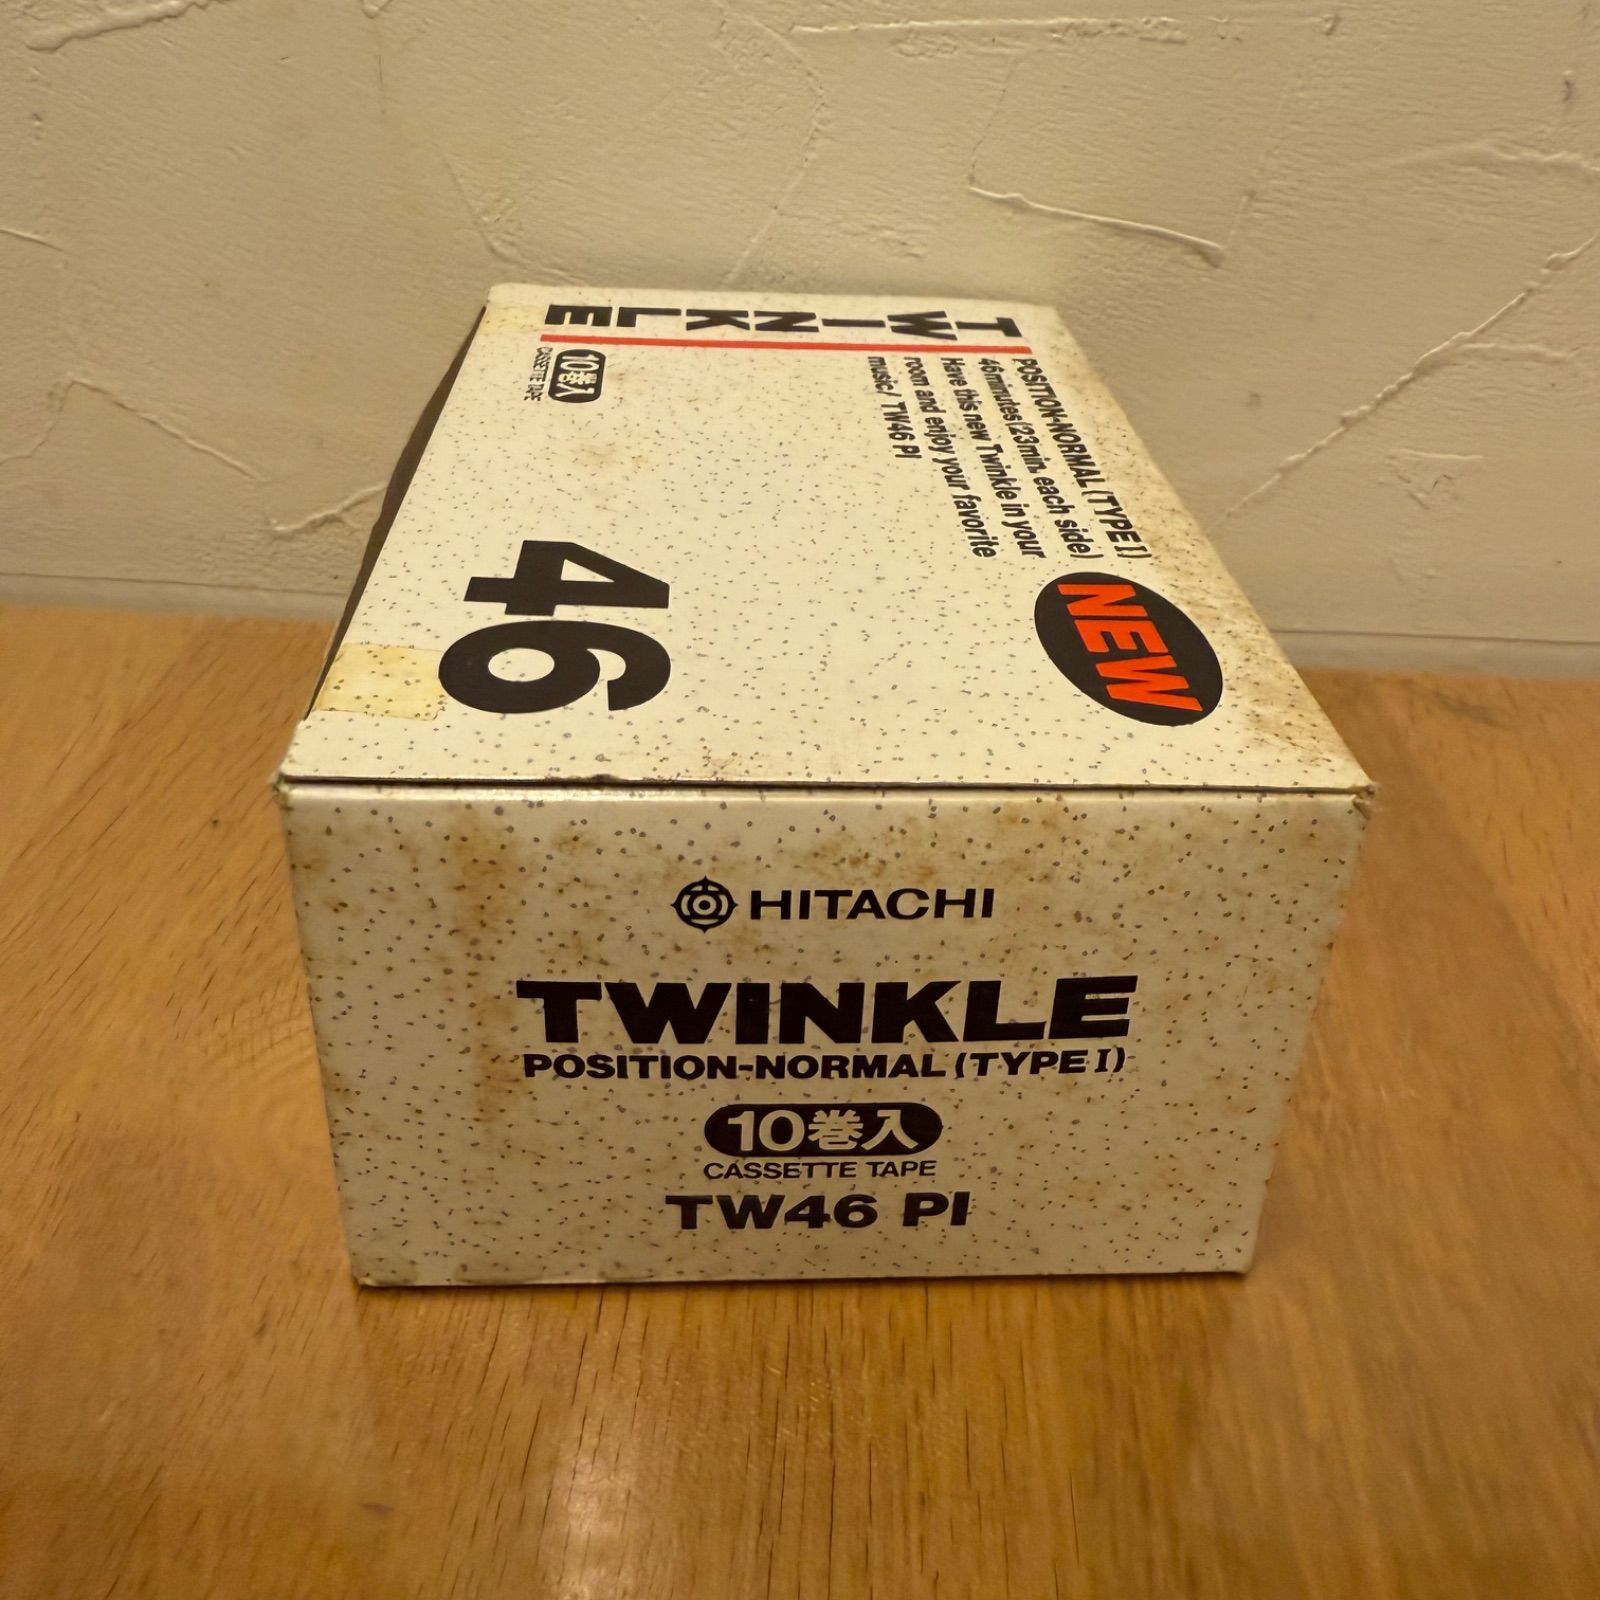 TWINKLE
POSITION-NORMAL (TYPE I)
46minutes(23min. each side)
Have this new Twinkle in your
room and enjoy your favorite
music! TW46 PI
10巻入
CASSETTE TAPE
46
NEW
HITACHI
TWINKLE
POSITION-NORMAL (TYPE I)
10巻入
CASSETTE TAPE
TW46 PI